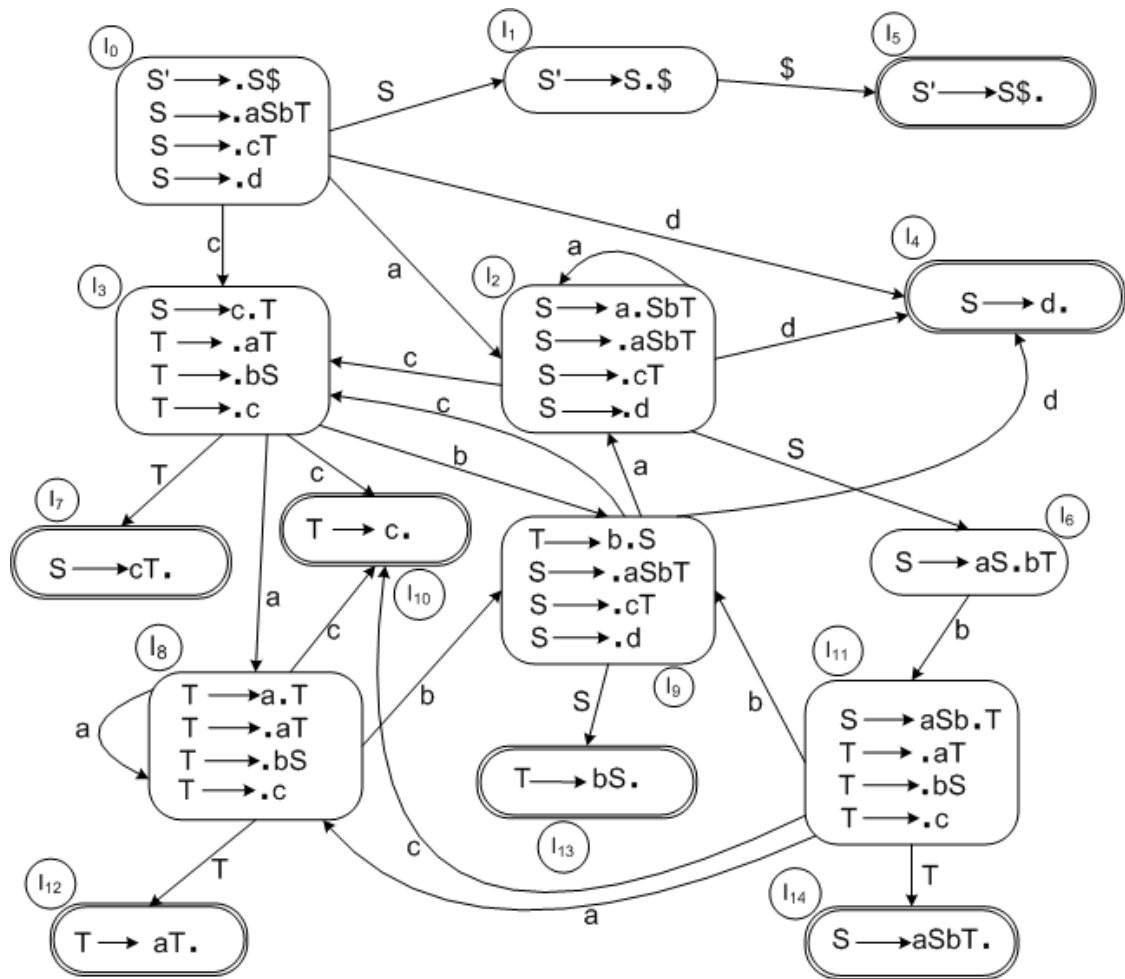 I0
S' → .S$
S → .aSbT
S → .cT
S → .d
S
I1
S' → S.$
$
I5
S' → S$.
c
a
d
I3
S → c.T
T → .aT
T → .bS
T → .c
I2
a
S → a.SbT
S → .aSbT
S → .cT
S → .d
I4
S → d.
d
c
c
b
a
S
d
T
c
a
I7
S → cT.
T → c.
I10
T → b.S
S → .aSbT
S → .cT
S → .d
I9
I6
S → aS.bT
b
I8
T → a.T
T → .aT
T → .bS
T → .c
a
c
b
S
b
I11
S → aSb.T
T → .aT
T → .bS
T → .c
T → bS.
I13
c
a
T
T
I12
T → aT.
I14
S → aSbT.